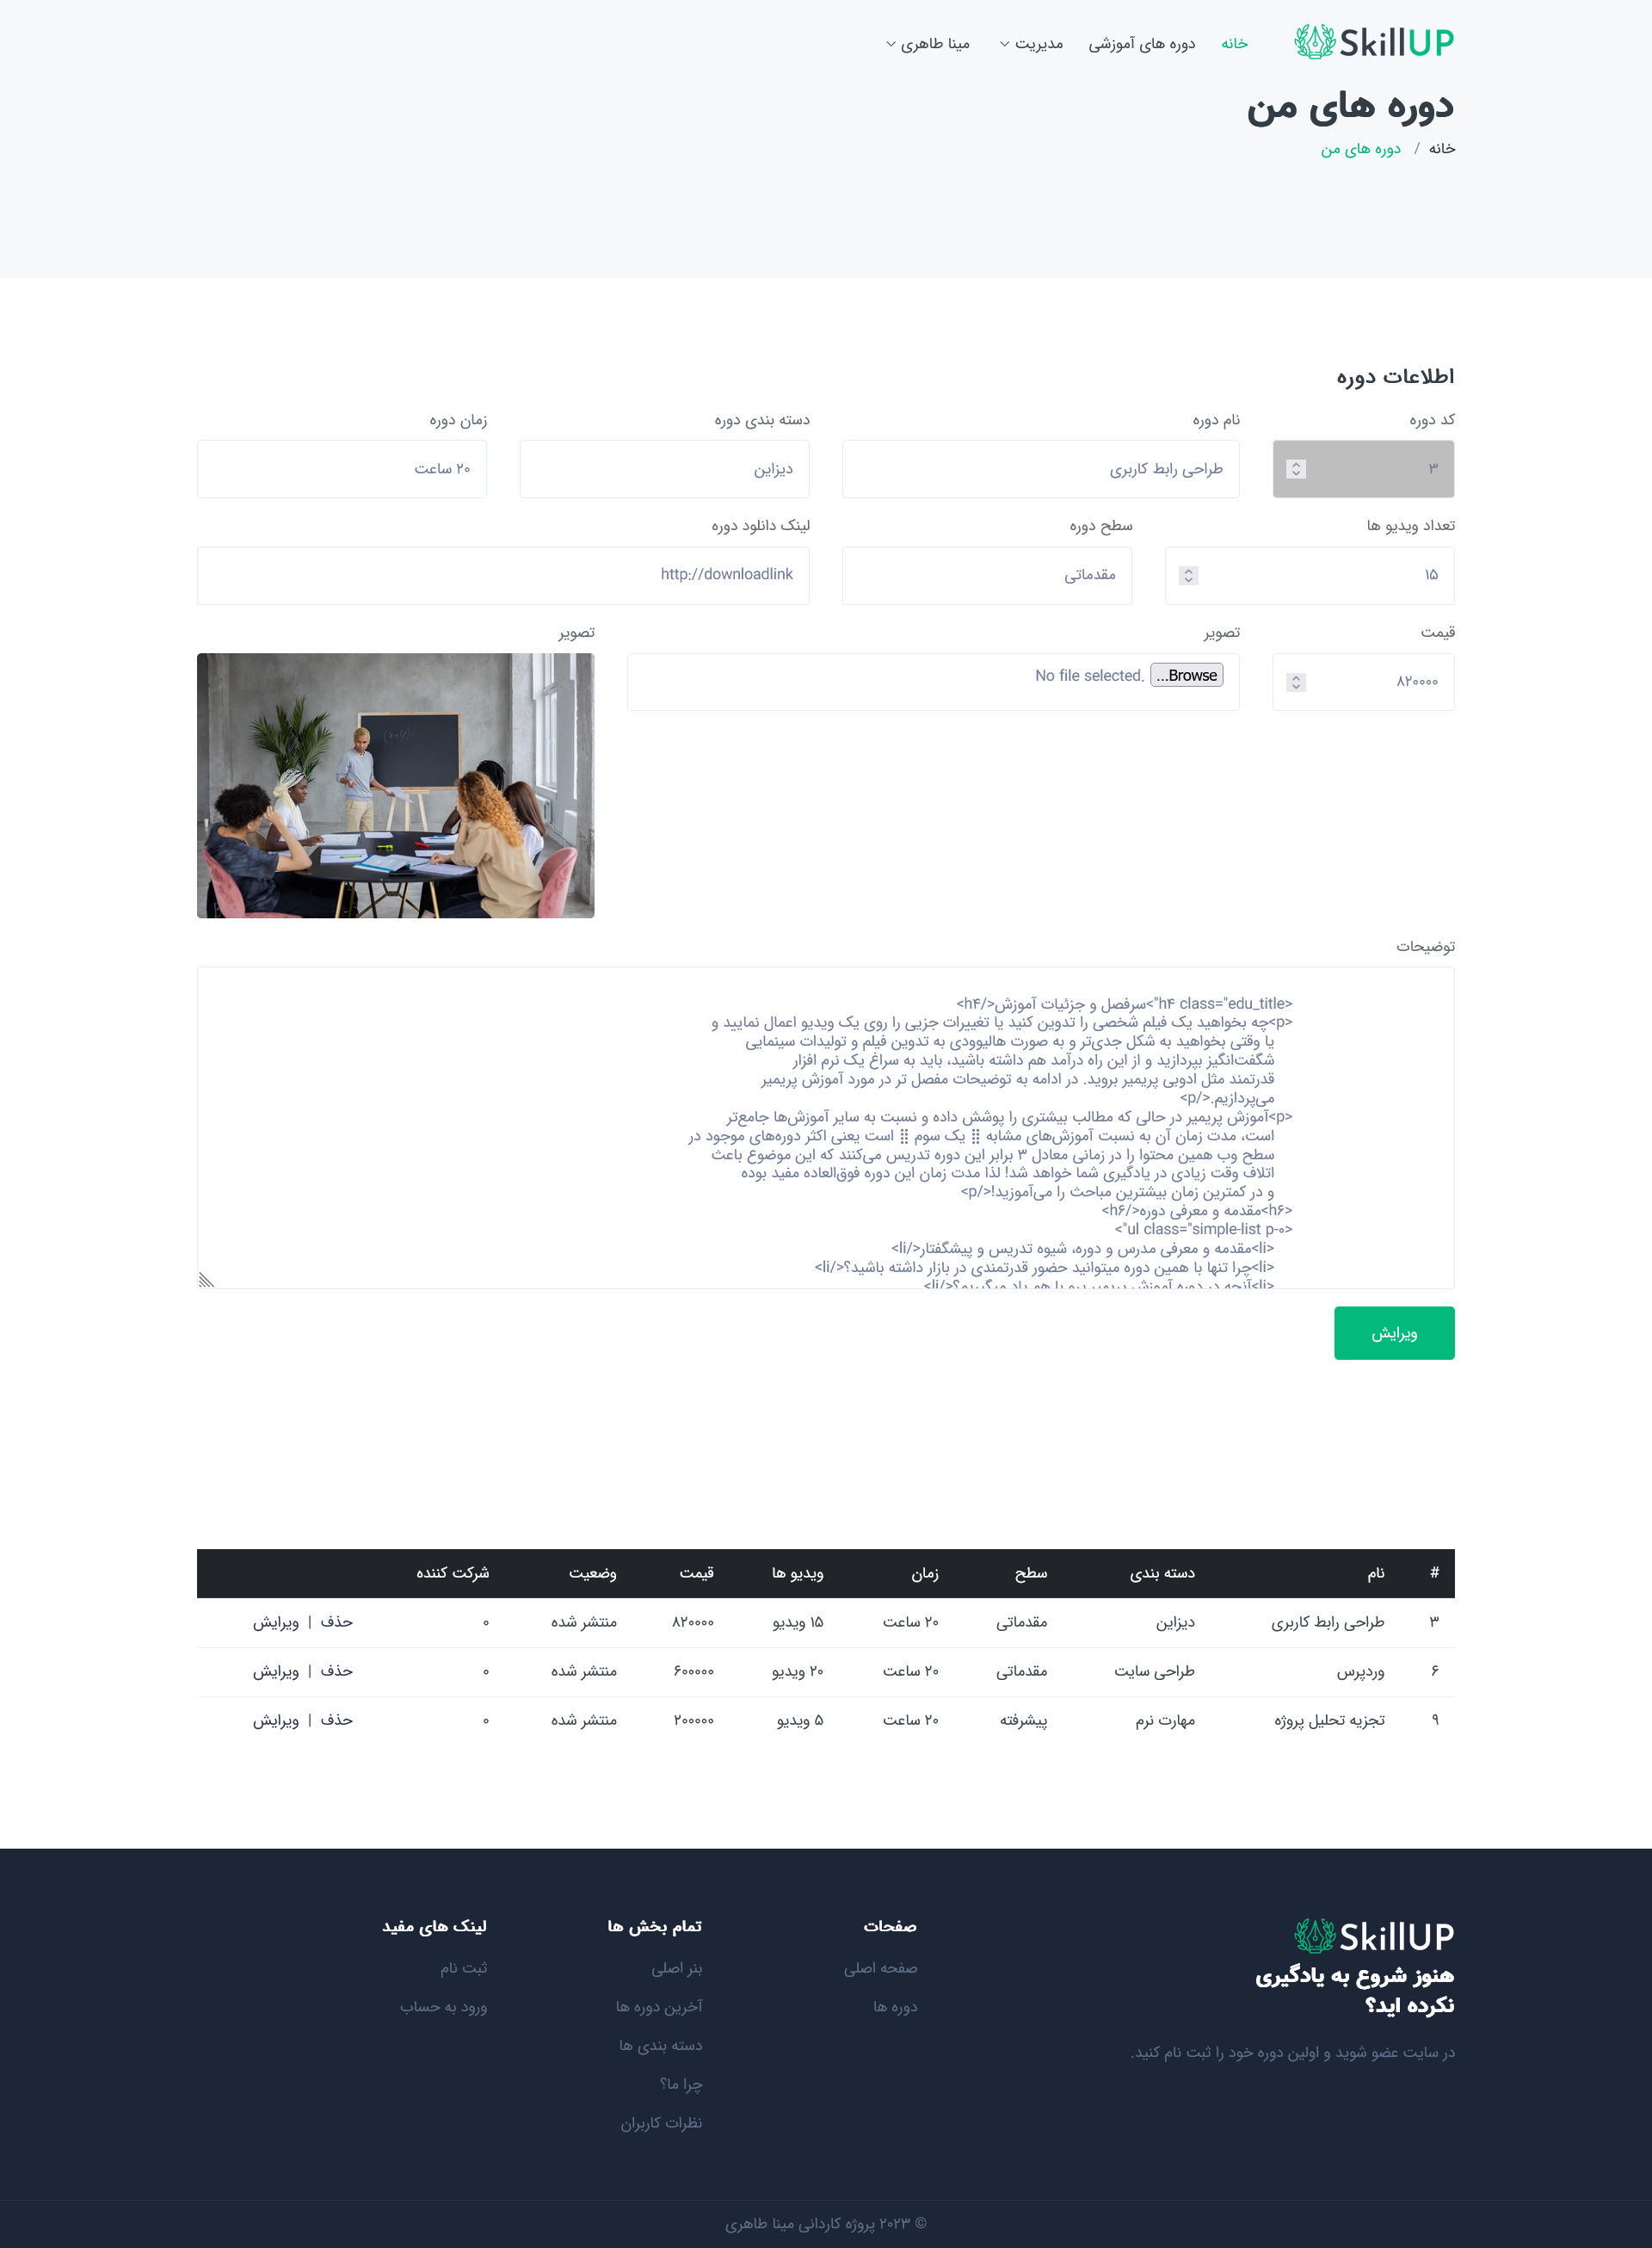 SkillUP
خانه
دوره های آموزشی
مدیریت
مینا طاهری
دوره های من
خانه / دوره های من
اطلاعات دوره
کد دوره
نام دوره
دسته بندی دوره
زمان دوره
۳
طراحی رابط کاربری
دیزاین
۲۰ ساعت
تعداد ویدیو ها
سطح دوره
لینک دانلود دوره
۱۵
مقدماتی
http://downloadlink
قیمت
تصویر
تصویر
۸۲۰۰۰۰
Browse... No file selected.
توضیحات
<h۴ class="edu_title">سرفصل و جزئیات آموزش</h۴>
<p>چه بخواهید یک فیلم شخصی را تدوین کنید یا تغییرات جزیی را روی یک ویدیو اعمال نمایید و
یا وقتی بخواهید به شکل جدی‌تر و به صورت هالیوودی به تدوین فیلم و تولیدات سینمایی
شگفت‌انگیز بپردازید و از این راه درآمد هم داشته باشید، باید به سراغ یک نرم افزار
قدرتمند مثل ادوبی پریمیر بروید. در ادامه به توضیحات مفصل تر در مورد آموزش پریمیر
می‌پردازیم.</p>
<p>آموزش پریمیر در حالی که مطالب بیشتری را پوشش داده و نسبت به سایر آموزش‌ها جامع‌تر
است، مدت زمان آن به نسبت آموزش‌های مشابه ⣿ یک سوم ⣿ است یعنی اکثر دوره‌های موجود در
سطح وب همین محتوا را در زمانی معادل ۳ برابر این دوره تدریس می‌کنند که این موضوع باعث
اتلاف وقت زیادی در یادگیری شما خواهد شد! لذا مدت زمان این دوره فوق‌العاده مفید بوده
و در کمترین زمان بیشترین مباحث را می‌آموزید!</p>
<h۶>مقدمه و معرفی دوره</h۶>
<ul class="simple-list p-۰">
<li>مقدمه و معرفی مدرس و دوره، شیوه تدریس و پیشگفتار</li>
<li>چرا تنها با همین دوره میتوانید حضور قدرتمندی در بازار داشته باشید؟</li>
<li>آنچه در دوره آموزش پریمیر پرو با هم یاد میگیریم؟</li>
ویرایش
# نام دسته بندی سطح زمان ویدیو ها قیمت وضعیت شرکت کننده
۳ طراحی رابط کاربری دیزاین مقدماتی ۲۰ ساعت ۱۵ ویدیو ۸۲۰۰۰۰ منتشر شده ۰ حذف | ویرایش
۶ وردپرس طراحی سایت مقدماتی ۲۰ ساعت ۲۰ ویدیو ۶۰۰۰۰۰ منتشر شده ۰ حذف | ویرایش
۹ تجزیه تحلیل پروژه مهارت نرم پیشرفته ۲۰ ساعت ۵ ویدیو ۲۰۰۰۰۰ منتشر شده ۰ حذف | ویرایش
SkillUP
هنوز شروع به یادگیری
نکرده اید؟
در سایت عضو شوید و اولین دوره خود را ثبت نام کنید.
صفحات
صفحه اصلی
دوره ها
تمام بخش ها
بنر اصلی
آخرین دوره ها
دسته بندی ها
چرا ما؟
نظرات کاربران
لینک های مفید
ثبت نام
ورود به حساب
© ۲۰۲۳ پروژه کاردانی مینا طاهری